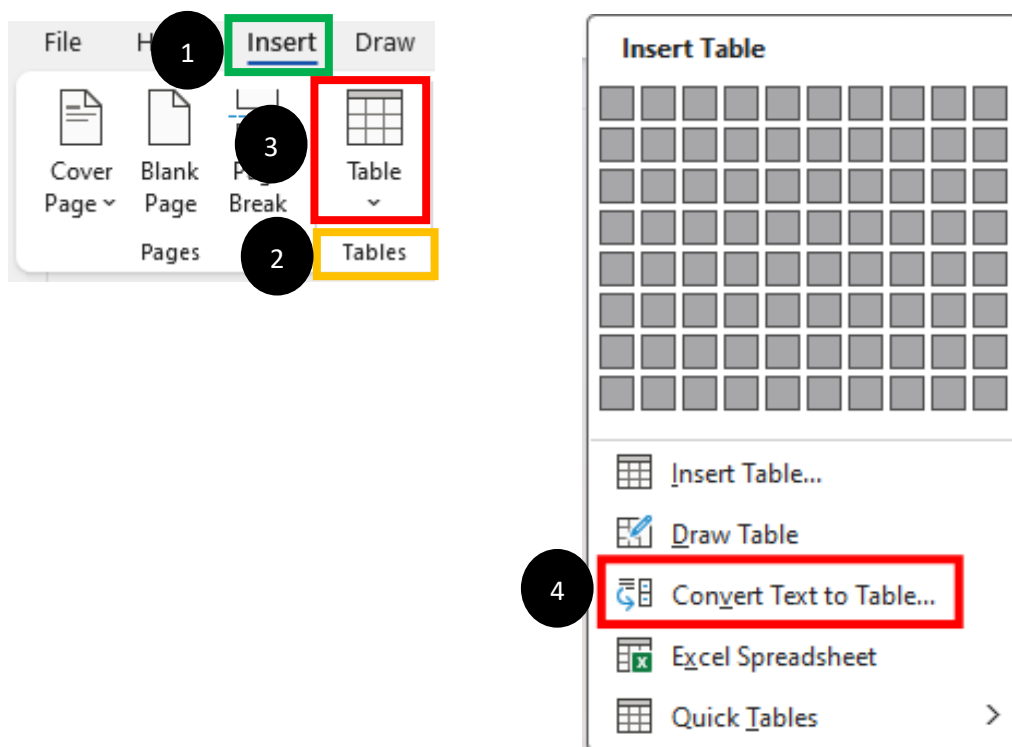 File Insert Draw
1
3
Cover Blank Table
Page Page Break
2
Pages Tables
Insert Table
Insert Table...
Draw Table
4
Convert Text to Table...
Excel Spreadsheet
Quick Tables